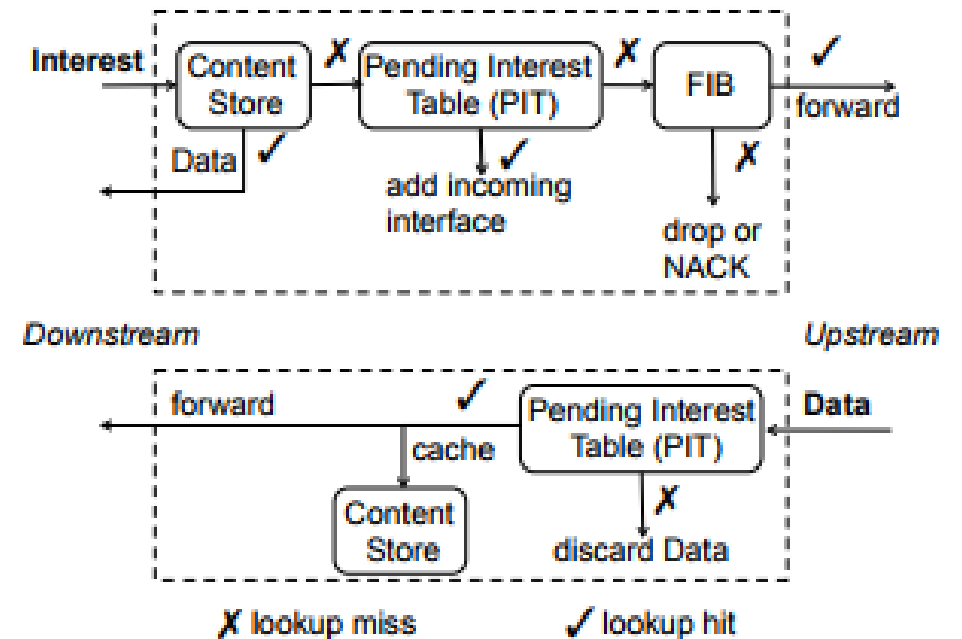 Interest
Content
Store
✗
Pending Interest
Table (PIT)
✗
FIB
✓
forward
Data
✓
✓
add incoming
interface
✗
drop or
NACK
Downstream
Upstream
forward
✓
Pending Interest
Table (PIT)
Data
cache
Content
Store
✗
discard Data
✗ lookup miss
✓ lookup hit